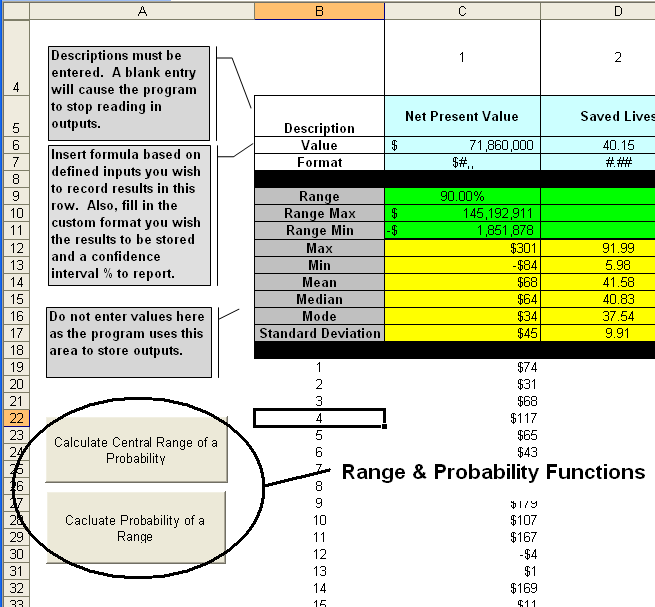 A B C D
4 1 2
Descriptions must be
entered. A blank entry
will cause the program
to stop reading in
outputs.
5 Description Net Present Value Saved Lives
6 Value $ 71,860,000 40.15
7 Format $#,, #.##
Insert formula based on
defined inputs you wish
to record results in this
row. Also, fill in the
custom format you wish
the results to be stored
and a confidence
interval % to report.
8
9 Range 90.00%
10 Range Max $ 145,192,911
11 Range Min -$ 1,851,878
12 Max $301 91.99
13 Min -$84 5.98
14 Mean $68 41.58
15 Median $64 40.83
16 Mode $34 37.54
17 Standard Deviation $45 9.91
Do not enter values here
as the program uses this
area to store outputs.
18
19 1 $74
20 2 $31
21 3 $68
22 4 $117
23 5 $65
24 6 $43
Calculate Central Range of a
Probability
25 7
Range & Probability Functions
26 8
27 9 $179
28 10 $107
Cacluate Probability of a
Range
29 11 $167
30 12 -$4
31 13 $1
32 14 $169
33 15 $11